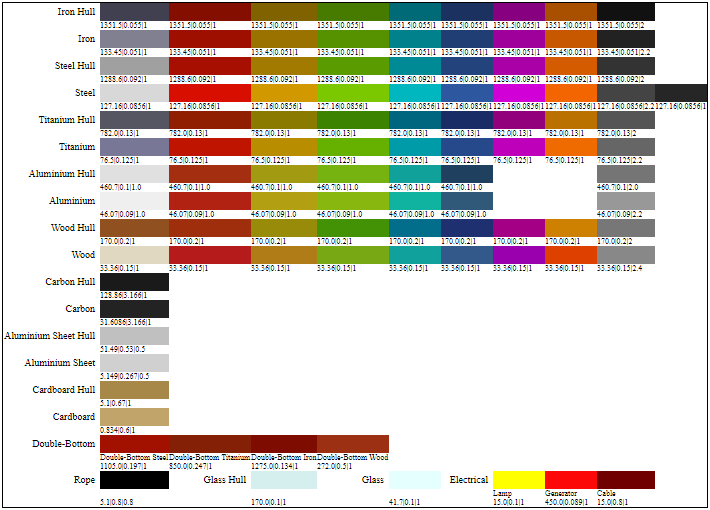 Iron Hull
1351.5|0.055|1 1351.5|0.055|1 1351.5|0.055|1 1351.5|0.055|1 1351.5|0.055|1 1351.5|0.055|1 1351.5|0.055|1 1351.5|0.055|1 1351.5|0.055|2
Iron
133.45|0.051|1 133.45|0.051|1 133.45|0.051|1 133.45|0.051|1 133.45|0.051|1 133.45|0.051|1 133.45|0.051|1 133.45|0.051|1 133.45|0.051|2.2
Steel Hull
1288.6|0.092|1 1288.6|0.092|1 1288.6|0.092|1 1288.6|0.092|1 1288.6|0.092|1 1288.6|0.092|1 1288.6|0.092|1 1288.6|0.092|1 1288.6|0.092|2
Steel
127.16|0.0856|1 127.16|0.0856|1 127.16|0.0856|1 127.16|0.0856|1 127.16|0.0856|1 127.16|0.0856|1 127.16|0.0856|1 127.16|0.0856|1 127.16|0.0856|2.2 127.16|0.0856|1
Titanium Hull
782.0|0.13|1 782.0|0.13|1 782.0|0.13|1 782.0|0.13|1 782.0|0.13|1 782.0|0.13|1 782.0|0.13|1 782.0|0.13|1 782.0|0.13|2
Titanium
76.5|0.125|1 76.5|0.125|1 76.5|0.125|1 76.5|0.125|1 76.5|0.125|1 76.5|0.125|1 76.5|0.125|1 76.5|0.125|1 76.5|0.125|2.2
Aluminium Hull
460.7|0.1|1.0 460.7|0.1|1.0 460.7|0.1|1.0 460.7|0.1|1.0 460.7|0.1|1.0 460.7|0.1|1.0 460.7|0.1|2.0
Aluminium
46.07|0.09|1.0 46.07|0.09|1.0 46.07|0.09|1.0 46.07|0.09|1.0 46.07|0.09|1.0 46.07|0.09|1.0 46.07|0.09|2.2
Wood Hull
170.0|0.2|1 170.0|0.2|1 170.0|0.2|1 170.0|0.2|1 170.0|0.2|1 170.0|0.2|1 170.0|0.2|1 170.0|0.2|1 170.0|0.2|2
Wood
33.36|0.15|1 33.36|0.15|1 33.36|0.15|1 33.36|0.15|1 33.36|0.15|1 33.36|0.15|1 33.36|0.15|1 33.36|0.15|1 33.36|0.15|2.4
Carbon Hull
128.86|3.166|1
Carbon
31.6086|3.166|1
Aluminium Sheet Hull
51.49|0.53|0.5
Aluminium Sheet
5.149|0.267|0.5
Cardboard Hull
5.1|0.67|1
Cardboard
0.834|0.6|1
Double-Bottom
Double-Bottom Steel Double-Bottom Titanium Double-Bottom Iron Double-Bottom Wood
1105.0|0.197|1 850.0|0.247|1 1275.0|0.134|1 272.0|0.5|1
Rope Glass Hull Glass Electrical
Lamp Generator Cable
5.1|0.8|0.8 170.0|0.1|1 41.7|0.1|1 15.0|0.1|1 450.0|0.089|1 15.0|0.8|1